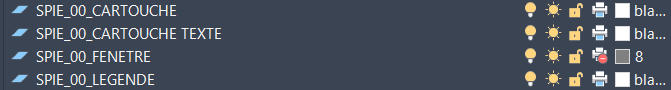 SPIE_00_CARTOUCHE bla...
SPIE_00_CARTOUCHE TEXTE bla...
SPIE_00_FENETRE 8
SPIE_00_LEGENDE bla...